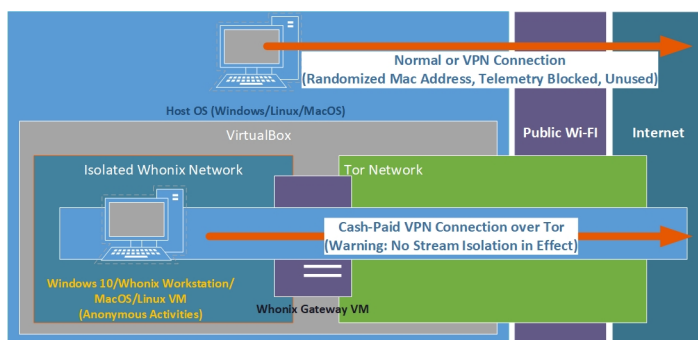 Normal or VPN Connection
(Randomized Mac Address, Telemetry Blocked, Unused)
Host OS (Windows/Linux/MacOS)
VirtualBox
Public Wi-FI
Internet
Isolated Whonix Network
Tor Network
Cash-Paid VPN Connection over Tor
(Warning: No Stream Isolation in Effect)
Windows 10/Whonix Workstation/
MacOS/Linux VM
(Anonymous Activities)
Whonix Gateway VM